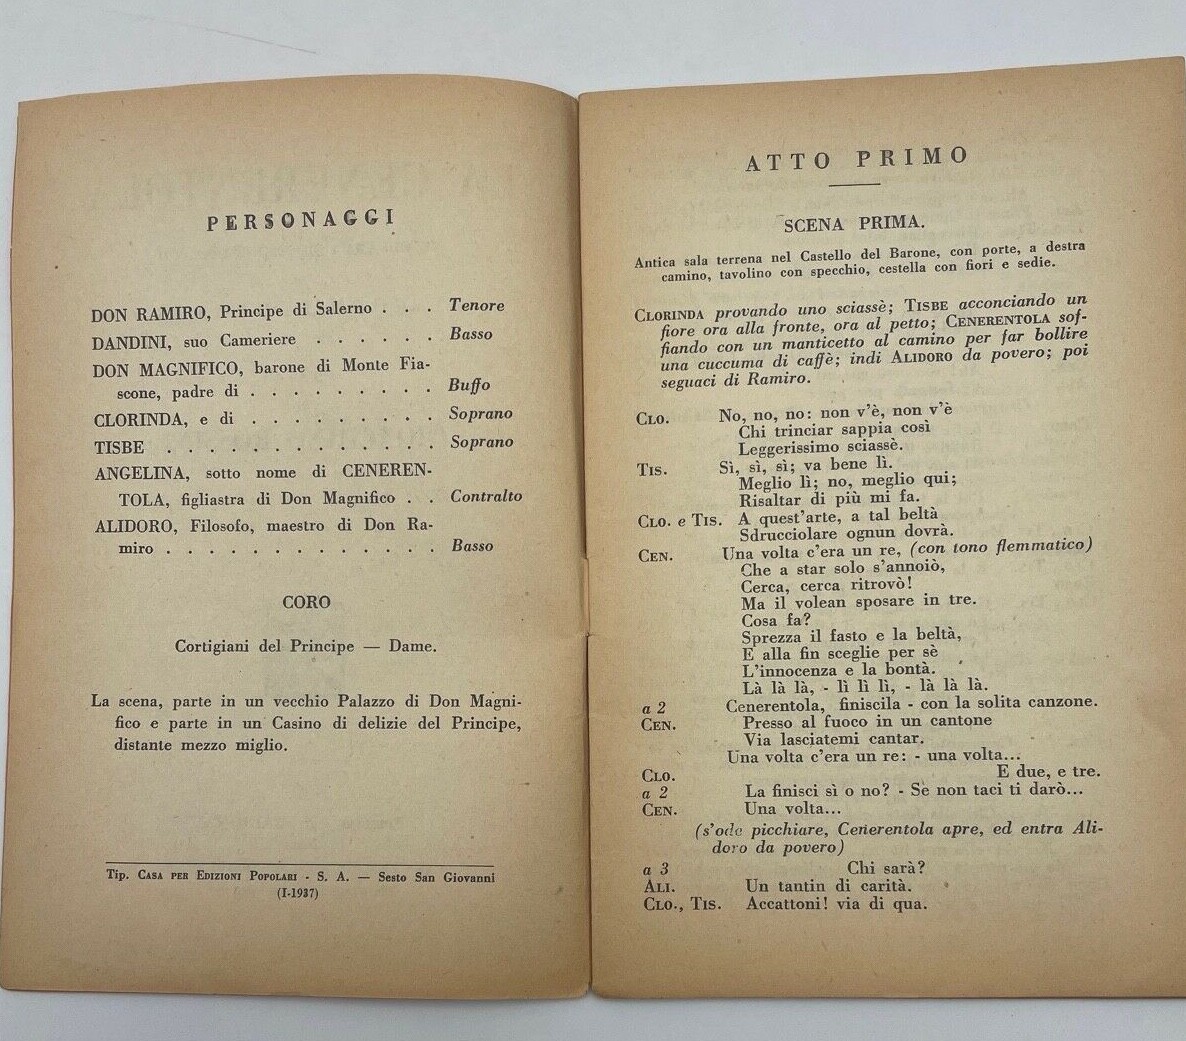 PERSONAGGI
DON RAMIRO, Principe di Salerno . . . Tenore
DANDINI, suo Cameriere . . . . . . Basso
DON MAGNIFICO, barone di Monte Fia-
scone, padre di . . . . . . . . . Buffo
CLORINDA, e di . . . . . . . . . Soprano
TISBE . . . . . . . . . . . . . Soprano
ANGELINA, sotto nome di CENEREN-
TOLA, figliastra di Don Magnifico . . Contralto
ALIDORO, Filosofo, maestro di Don Ra-
miro . . . . . . . . . . . . . Basso
CORO
Cortigiani del Principe — Dame.
La scena, parte in un vecchio Palazzo di Don Magni-
fico e parte in un Casino di delizie del Principe,
distante mezzo miglio.
Tip. CASA PER EDIZIONI POPOLARI - S. A. — Sesto San Giovanni
(I-1937)
ATTO PRIMO
SCENA PRIMA.
Antica sala terrena nel Castello del Barone, con porte, a destra
camino, tavolino con specchio, cestella con fiori e sedie.
CLORINDA provando uno sciassè; TISBE acconciando un
fiore ora alla fronte, ora al petto; CENERENTOLA sof-
fiando con un manticetto al camino per far bollire
una cuccuma di caffè; indi ALIDORO da povero; poi
seguaci di Ramiro.
CLO. No, no, no: non v'è, non v'è
Chi trinciar sappia così
Leggerissimo sciassè.
TIS. Sì, sì, sì; va bene lì.
Meglio lì; no, meglio qui;
Risaltar di più mi fa.
CLO. e TIS. A quest'arte, a tal beltà
Sdrucciolare ognun dovrà.
CEN. Una volta c'era un re, (con tono flemmatico)
Che a star solo s'annoiò,
Cerca, cerca ritrovò!
Ma il volean sposare in tre.
Cosa fa?
Sprezza il fasto e la beltà,
E alla fin sceglie per sè
L'innocenza e la bontà.
Là là là, - lì lì lì, - là là là.
a 2 Cenerentola, finiscila - con la solita canzone.
CEN. Presso al fuoco in un cantone
Via lasciatemi cantar.
Una volta c'era un re: - una volta...
CLO. E due, e tre.
a 2 La finisci sì o no? - Se non taci ti darò...
CEN. Una volta...
(s'ode picchiare, Cenerentola apre, ed entra Ali-
doro da povero)
a 3 Chi sarà?
ALI. Un tantin di carità.
CLO., TIS. Accattoni! via di qua.